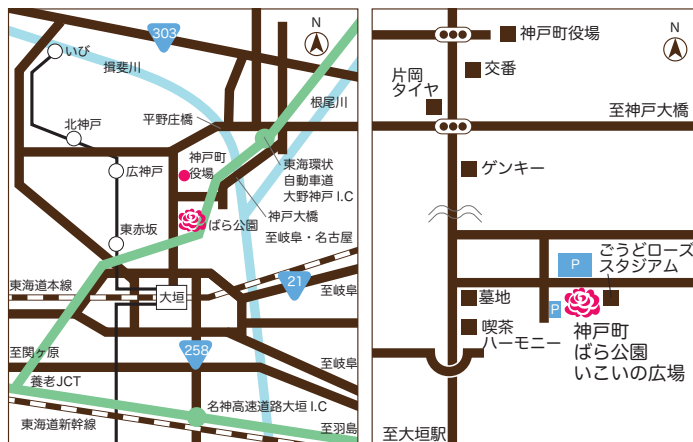 N
303
いび
揖斐川
根尾川
平野庄橋
北神戸
広神戸
神戸町
役場
東海環状
自動車道
大野神戸 I.C
神戸大橋
ばら公園
至岐阜・名古屋
東赤坂
東海道本線
大垣
21
至岐阜
258
至関ヶ原
至岐阜
養老JCT
名神高速道路大垣 I.C
東海道新幹線
至羽島
神戸町役場
N
交番
片岡
タイヤ
至神戸大橋
ゲンキー
P
ごうどローズ
スタジアム
墓地
P
喫茶
ハーモニー
神戸町
ばら公園
いこいの広場
至大垣駅